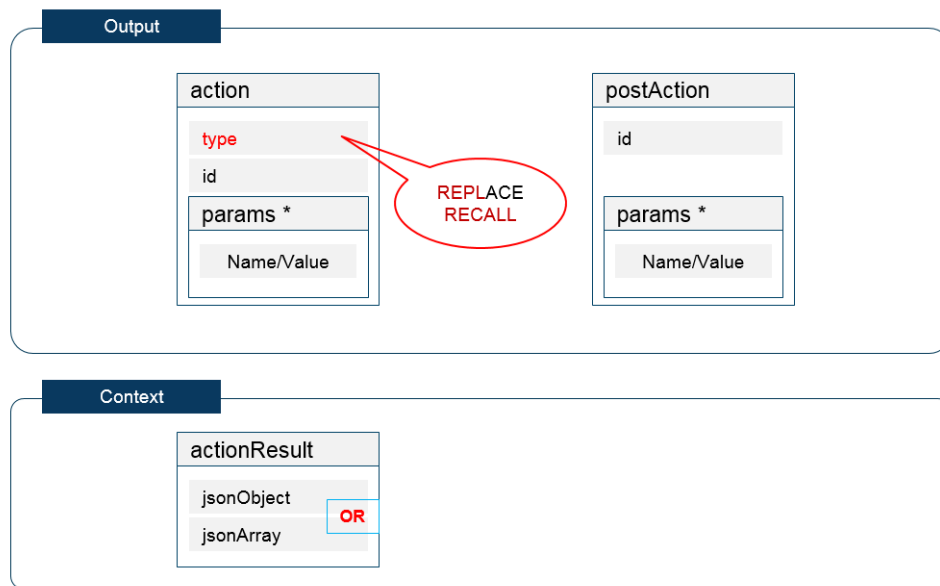 Output
action
type
id
params *
Name/Value
REPLACE
RECALL
postAction
id
params *
Name/Value
Context
actionResult
jsonObject
OR
jsonArray